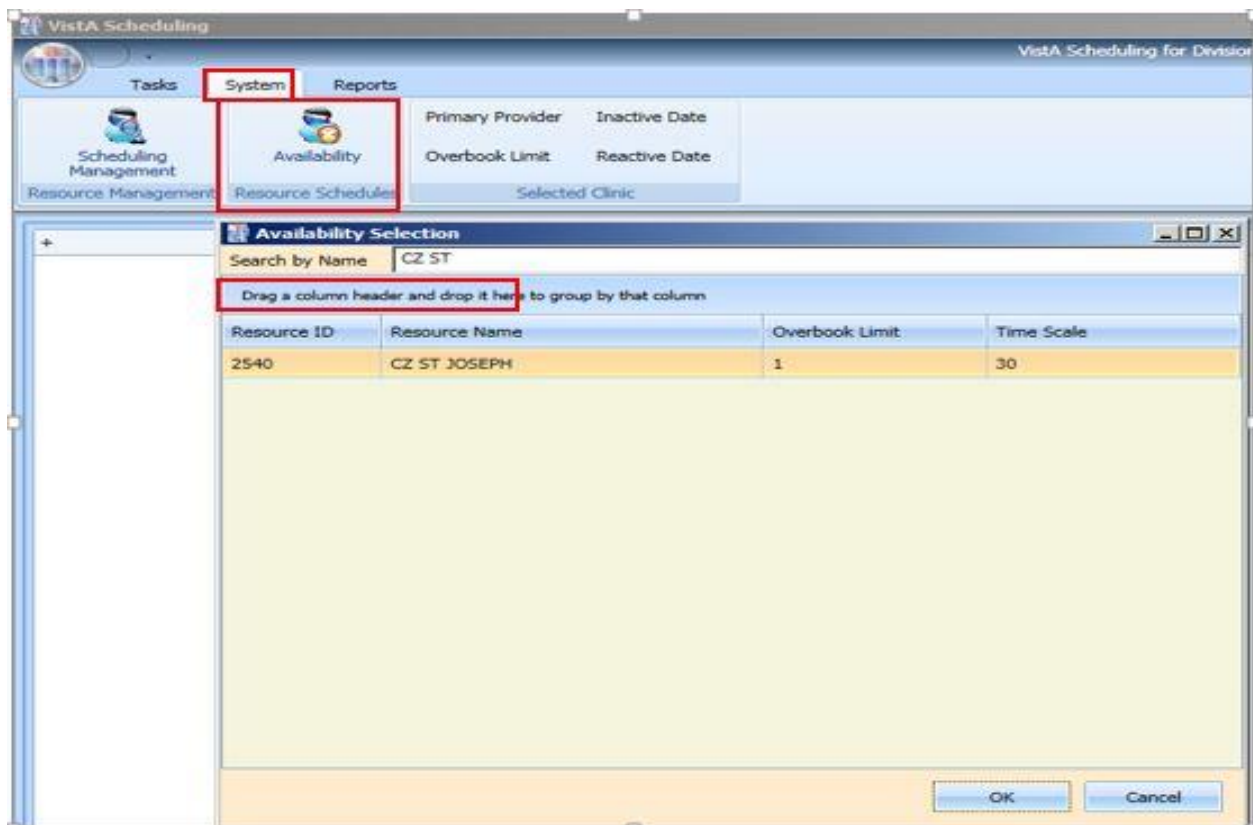 VistA Scheduling
VistA Scheduling for Division
Tasks System Reports
Primary Provider Inactive Date
Scheduling Management
Availability
Overbook Limit Reactive Date
Resource Management Resource Schedules Selected Clinic
+
Availability Selection
Search by Name CZ ST
Drag a column header and drop it here to group by that column
Resource ID Resource Name Overbook Limit Time Scale
2540 CZ ST JOSEPH 1 30
OK Cancel